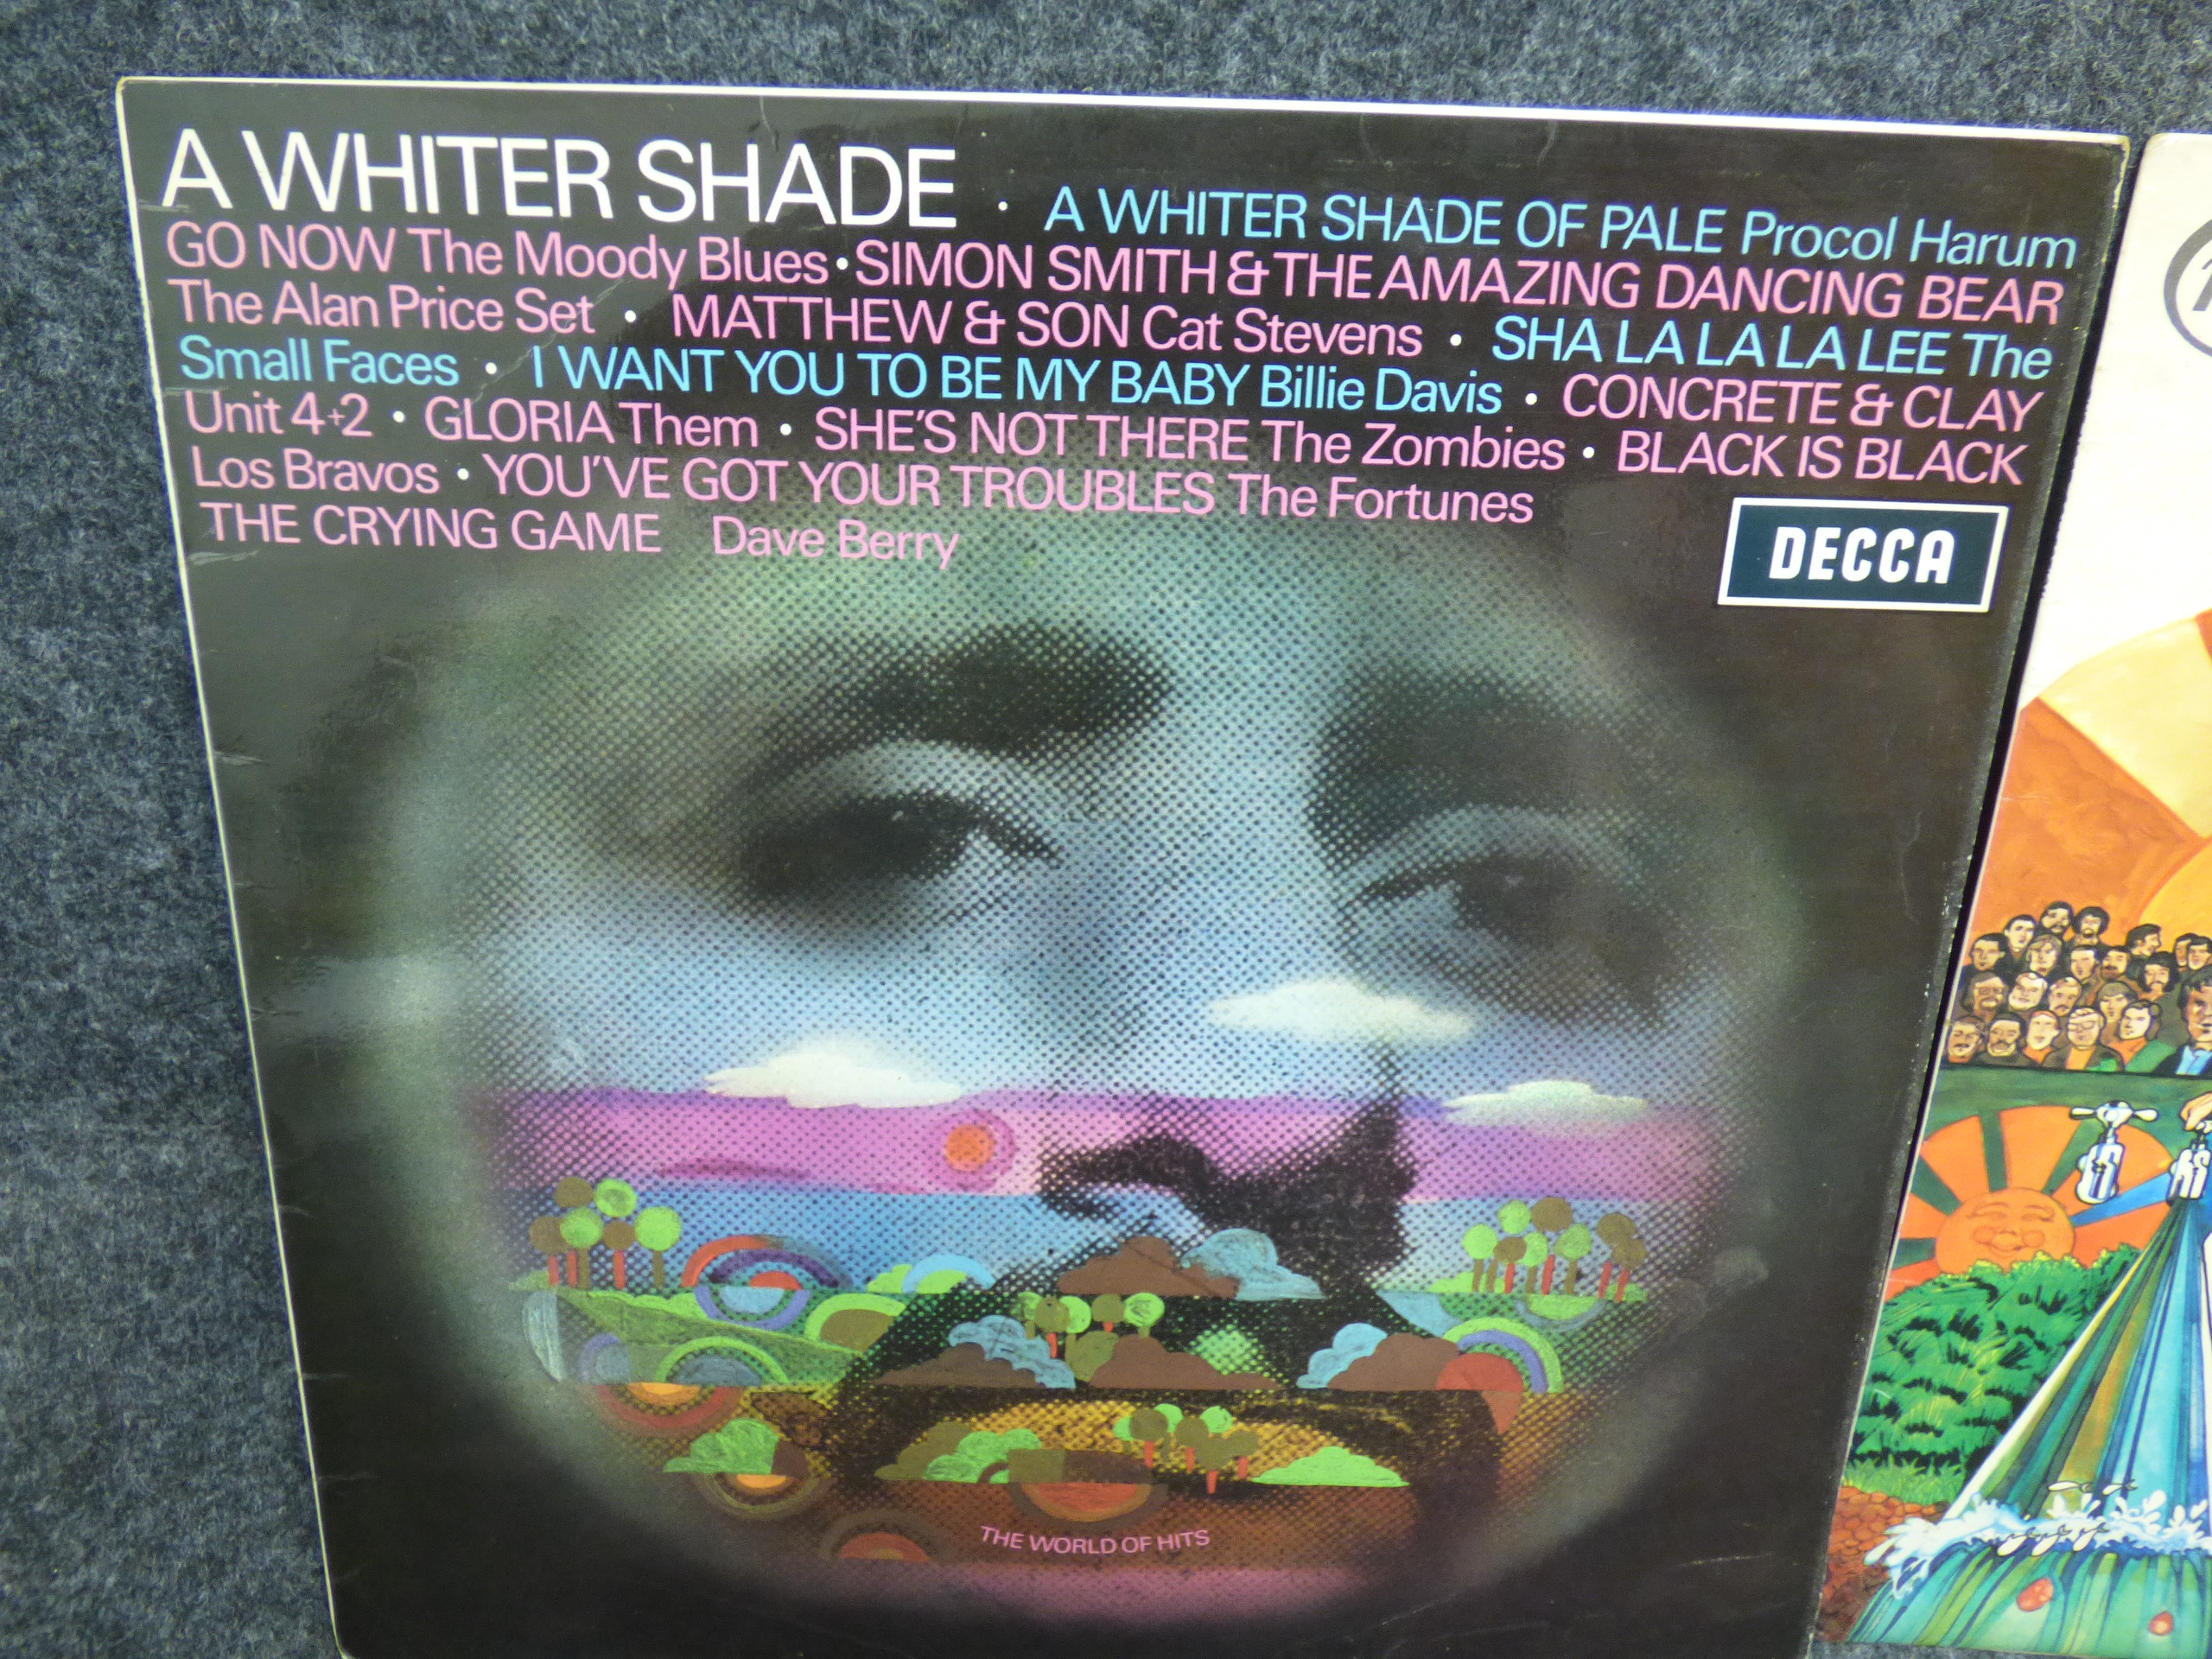 A WHITER SHADE · A WHITER SHADE OF PALE Procol Harum
GO NOW The Moody Blues · SIMON SMITH & THE AMAZING DANCING BEAR
The Alan Price Set · MATTHEW & SON Cat Stevens · SHA LA LA LA LEE The
Small Faces · I WANT YOU TO BE MY BABY Billie Davis · CONCRETE & CLAY
Unit 4+2 · GLORIA Them · SHE'S NOT THERE The Zombies · BLACK IS BLACK
Los Bravos · YOU'VE GOT YOUR TROUBLES The Fortunes
THE CRYING GAME Dave Berry
DECCA
THE WORLD OF HITS